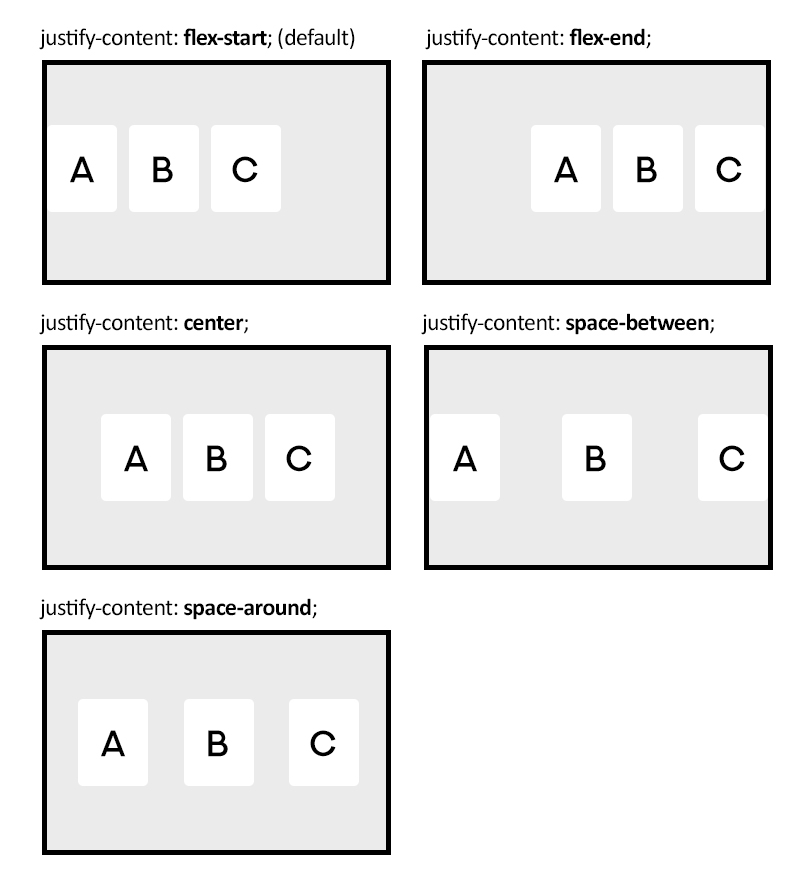 justify-content: flex-start; (default)
A B C
justify-content: flex-end;
A B C
justify-content: center;
A B C
justify-content: space-between;
A B C
justify-content: space-around;
A B C